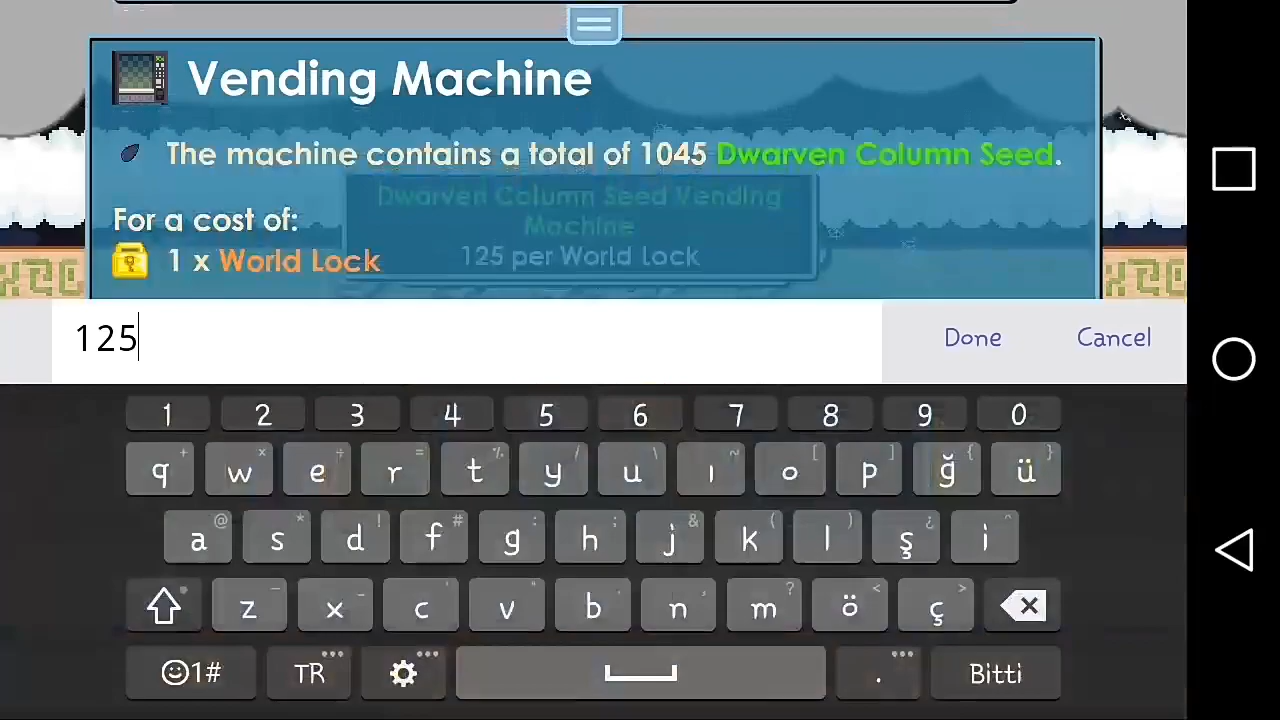 Vending Machine
The machine contains a total of 1045 Dwarven Column Seed.
Dwarven Column Seed Vending
Machine
125 per World Lock
For a cost of:
1 x World Lock
125
Done
Cancel
1 2 3 4 5 6 7 8 9 0
q + w x e ÷ r = t % y / u \ ı ~ o [ p ] ğ { ü }
a @ s * d ! f # g : h ; j & k ( l ) ş ¿ i ^
z – x _ c ' v " b . n , m ? ö < ç >
1# TR ... ... . ... Bitti